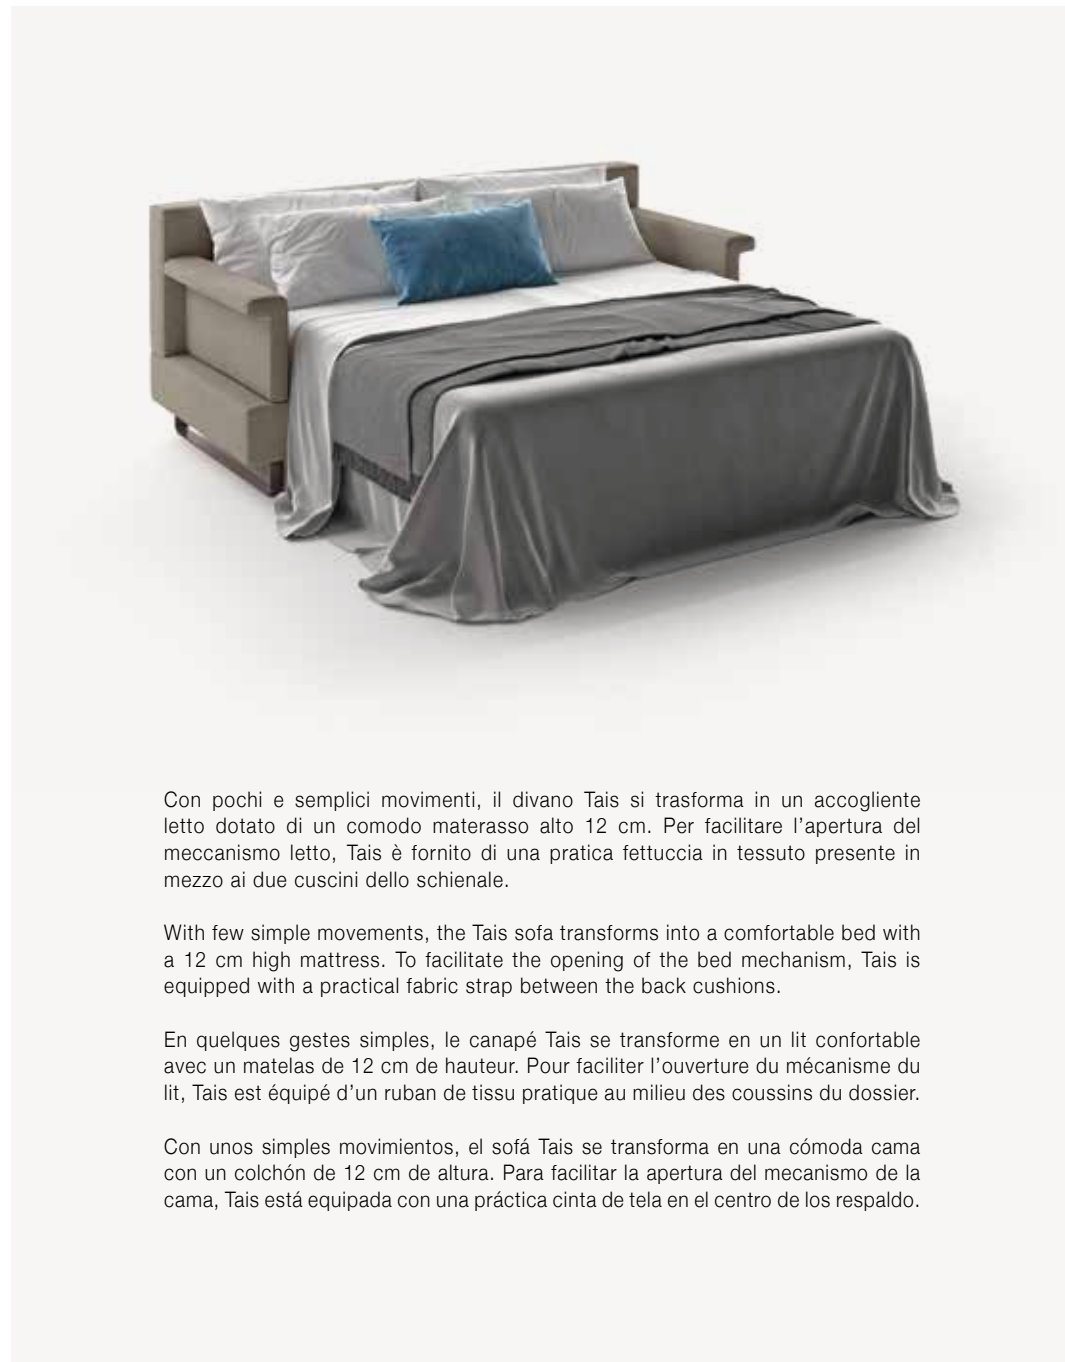 Con pochi e semplici movimenti, il divano Tais si trasforma in un accogliente
letto dotato di un comodo materasso alto 12 cm. Per facilitare l’apertura del
meccanismo letto, Tais è fornito di una pratica fettuccia in tessuto presente in
mezzo ai due cuscini dello schienale.
With few simple movements, the Tais sofa transforms into a comfortable bed with
a 12 cm high mattress. To facilitate the opening of the bed mechanism, Tais is
equipped with a practical fabric strap between the back cushions.
En quelques gestes simples, le canapé Tais se transforme en un lit confortable
avec un matelas de 12 cm de hauteur. Pour faciliter l’ouverture du mécanisme du
lit, Tais est équipé d’un ruban de tissu pratique au milieu des coussins du dossier.
Con unos simples movimientos, el sofá Tais se transforma en una cómoda cama
con un colchón de 12 cm de altura. Para facilitar la apertura del mecanismo de la
cama, Tais está equipada con una práctica cinta de tela en el centro de los respaldo.